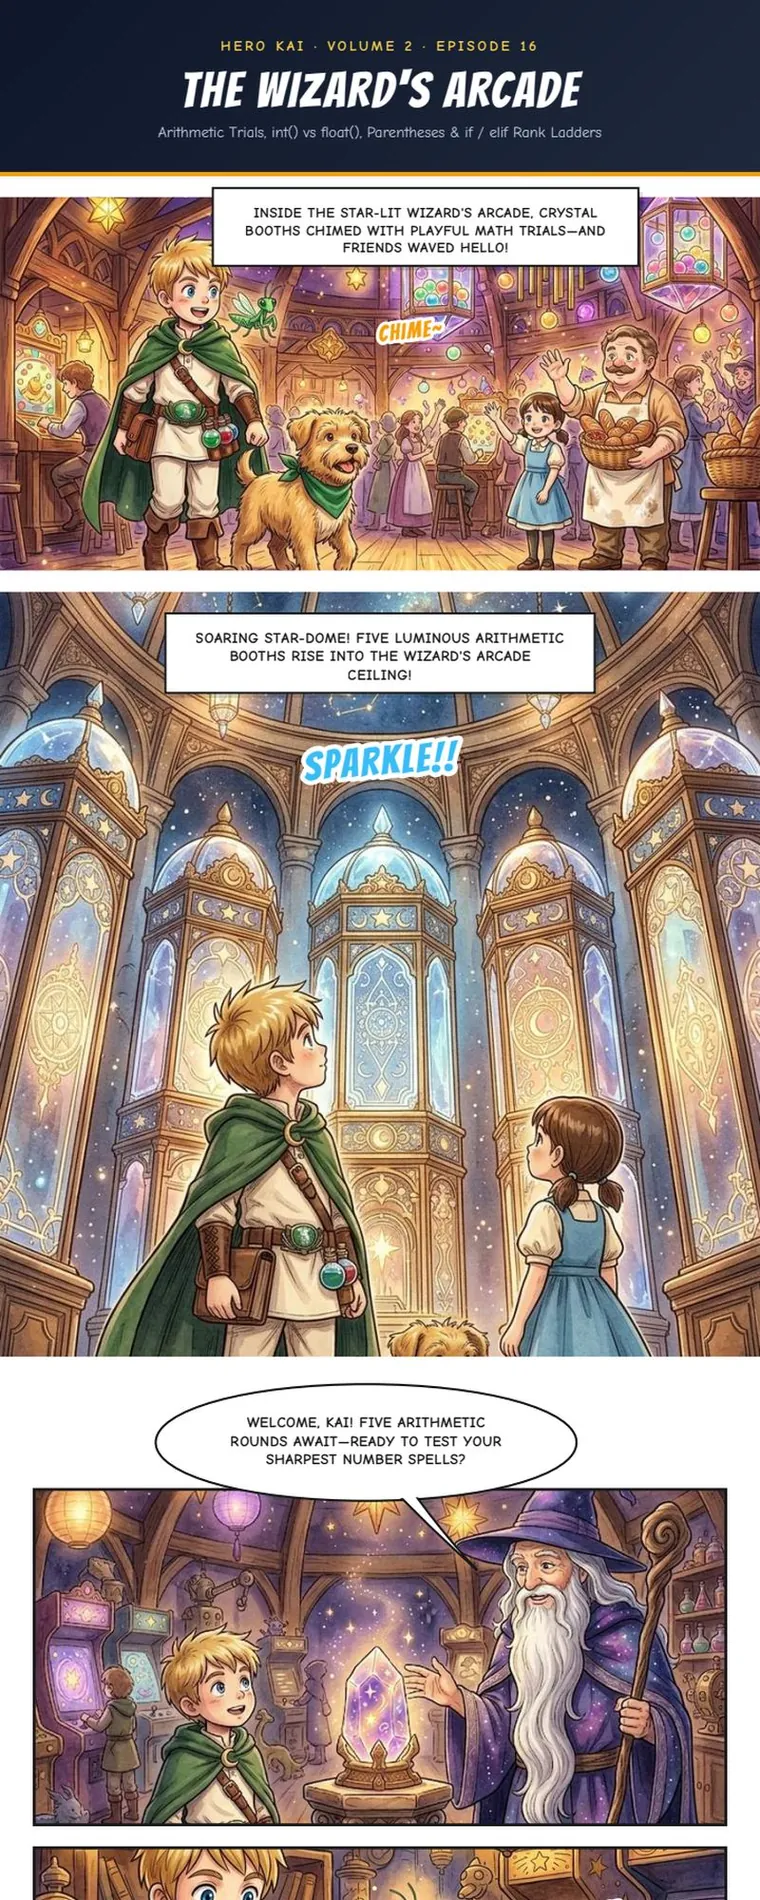 HERO KAI · VOLUME 2 · EPISODE 16
THE WIZARD'S ARCADE
Arithmetic Trials, int() vs float(), Parentheses & if / elif Rank Ladders
INSIDE THE STAR-LIT WIZARD'S ARCADE, CRYSTAL
BOOTHS CHIMED WITH PLAYFUL MATH TRIALS—AND
FRIENDS WAVED HELLO!
CHIME~
SOARING STAR-DOME! FIVE LUMINOUS ARITHMETIC
BOOTHS RISE INTO THE WIZARD'S ARCADE
CEILING!
SPARKLE!!
WELCOME, KAI! FIVE ARITHMETIC
ROUNDS AWAIT—READY TO TEST YOUR
SHARPEST NUMBER SPELLS?